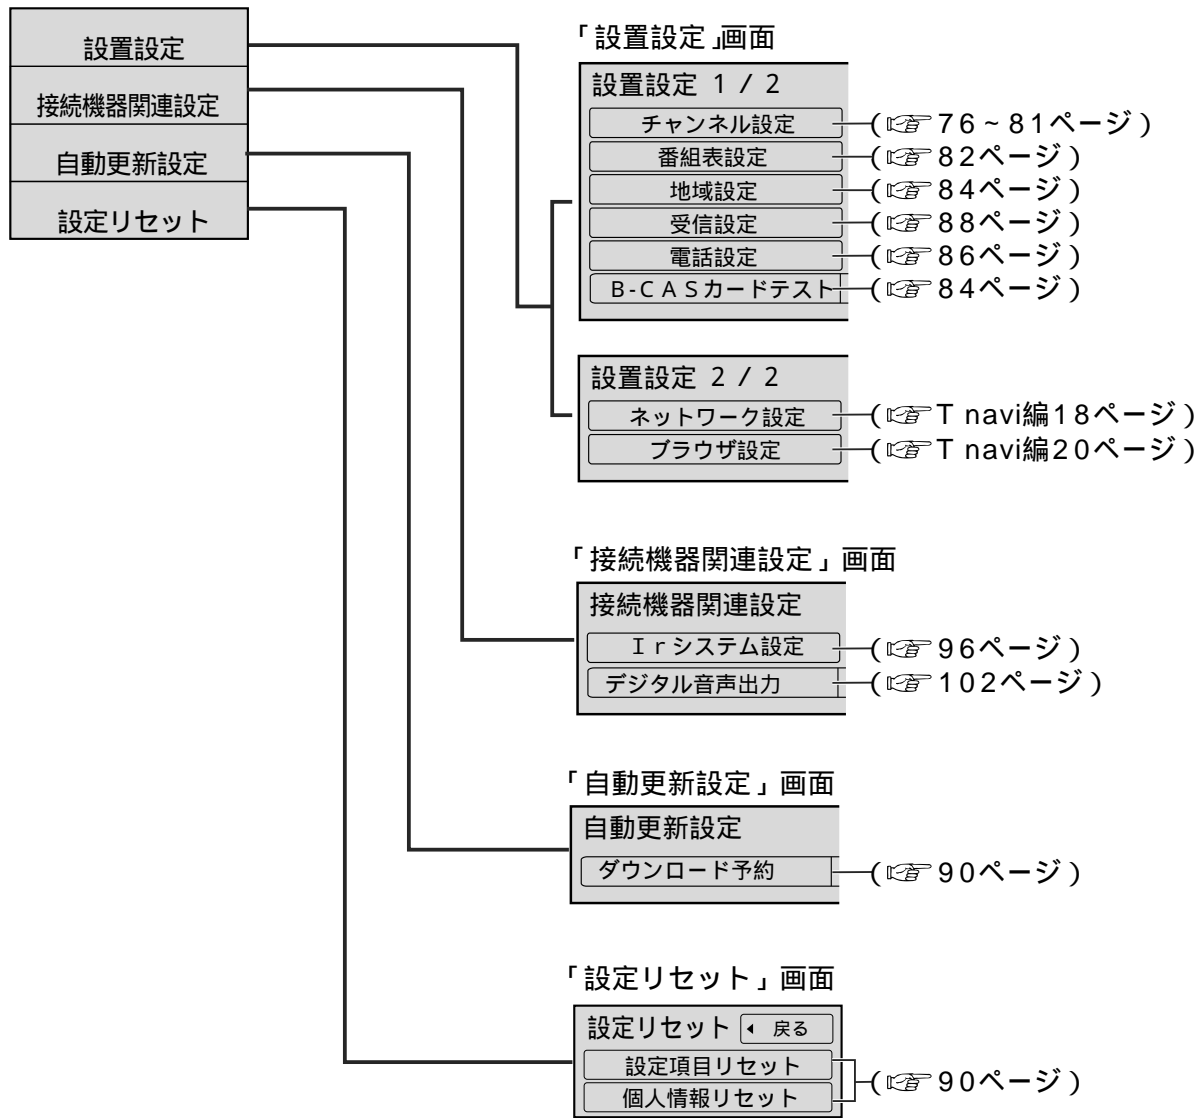 設置設定
接続機器関連設定
自動更新設定
設定リセット
「設置設定」画面
設置設定 1 / 2
チャンネル設定 (☞76~81ページ)
番組表設定 (☞82ページ)
地域設定 (☞84ページ)
受信設定 (☞88ページ)
電話設定 (☞86ページ)
B-CASカードテスト (☞84ページ)
設置設定 2 / 2
ネットワーク設定 (☞T navi編18ページ)
ブラウザ設定 (☞T navi編20ページ)
「接続機器関連設定」画面
接続機器関連設定
Irシステム設定 (☞96ページ)
デジタル音声出力 (☞102ページ)
「自動更新設定」画面
自動更新設定
ダウンロード予約 (☞90ページ)
「設定リセット」画面
設定リセット 戻る
設定項目リセット
個人情報リセット
(☞90ページ)